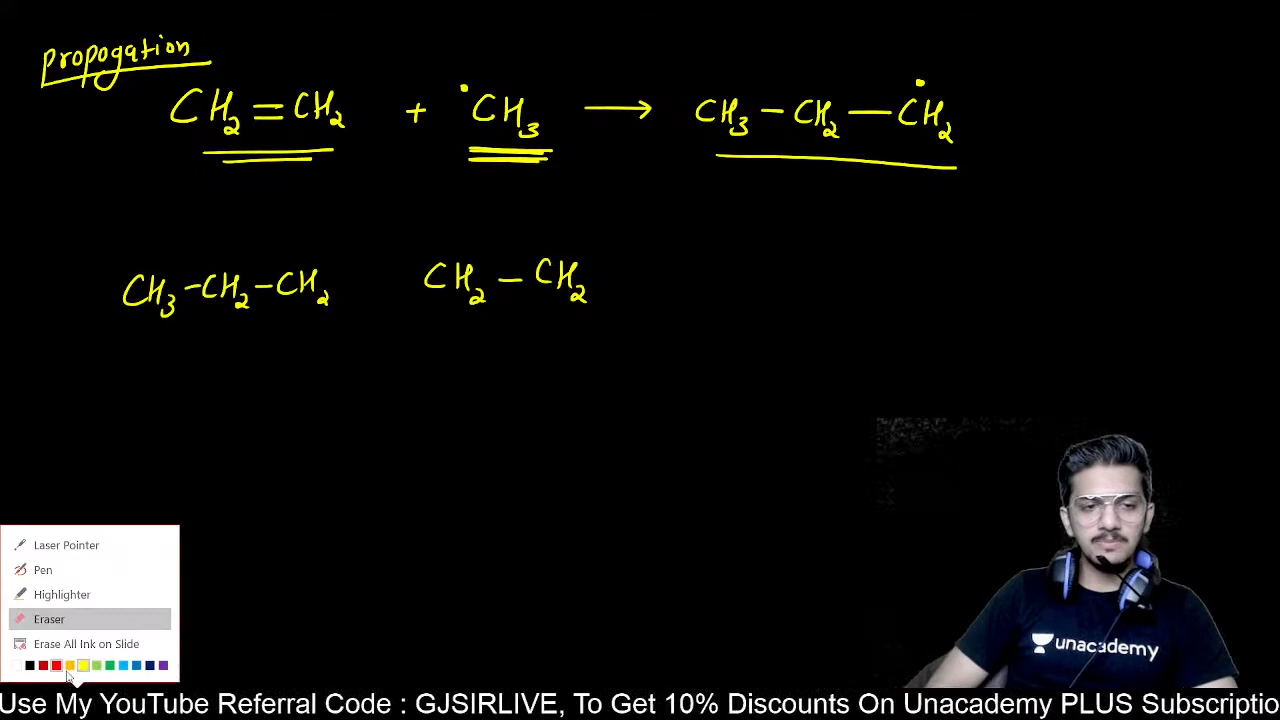 propogation
CH₂=CH₂ + •CH₃ → CH₃-CH₂-ĊH₂
CH₃-CH₂-CH₂ CH₂-CH₂
Laser Pointer
Pen
Highlighter
Eraser
Erase All Ink on Slide
unacademy
Use My YouTube Referral Code : GJSIRLIVE, To Get 10% Discounts On Unacademy PLUS Subscriptio